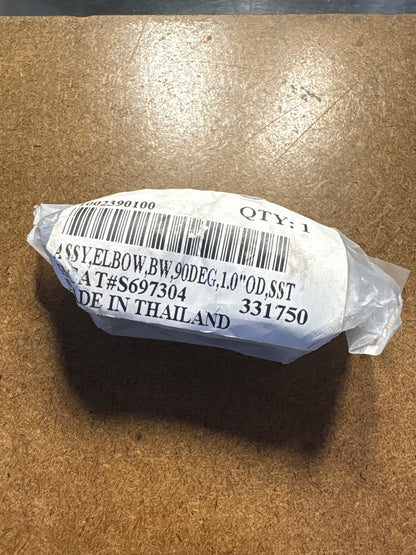 002390100 QTY: 1
ASSY,ELBOW,BW,90DEG,1.0"OD,SST
CAT#S697304 331750
DE IN THAILAND